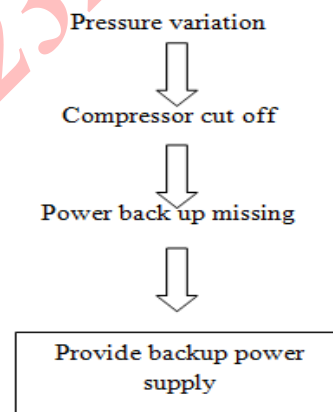 Pressure variation
Compressor cut off
Power back up missing
Provide backup power
supply